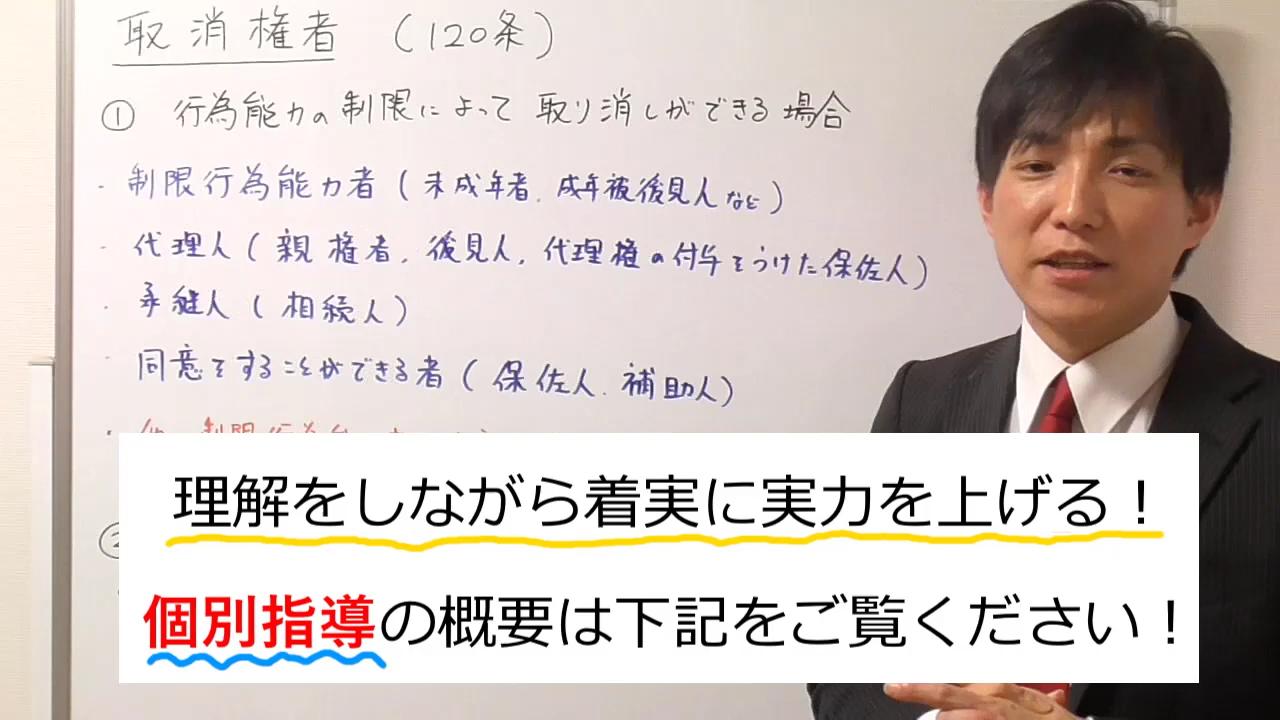 取消権者 (120条)
① 行為能力の制限によって取り消しができる場合
・制限行為能力者(未成年者、成年被後見人など)
・代理人(親権者、後見人、代理権の付与をうけた保佐人)
・承継人(相続人)
・同意をすることができる者(保佐人、補助人)
理解をしながら着実に実力を上げる!
個別指導の概要は下記をご覧ください!